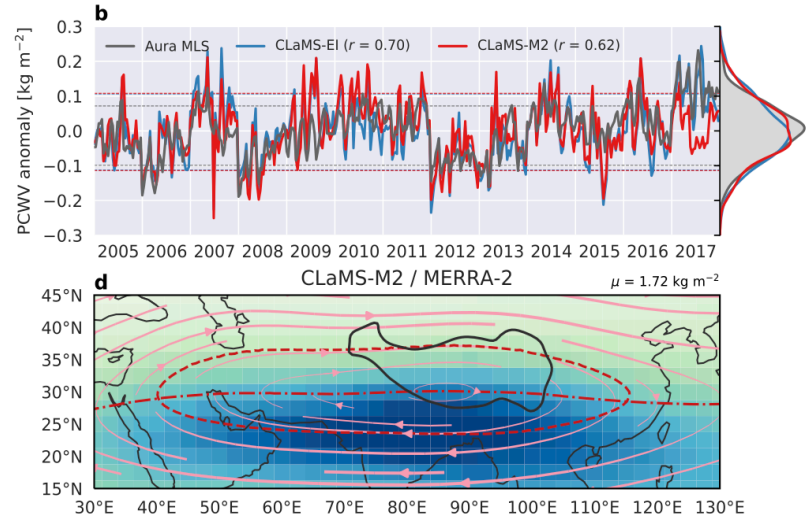 b
Aura MLS
CLaMS-EI (r = 0.70)
CLaMS-M2 (r = 0.62)
PCWV anomaly [kg m⁻²]
0.3
0.2
0.1
0.0
−0.1
−0.2
−0.3
2005 2006 2007 2008 2009 2010 2011 2012 2013 2014 2015 2016 2017
d
CLaMS-M2 / MERRA-2
μ = 1.72 kg m⁻²
45°N
40°N
35°N
30°N
25°N
20°N
15°N
30°E 40°E 50°E 60°E 70°E 80°E 90°E 100°E 110°E 120°E 130°E